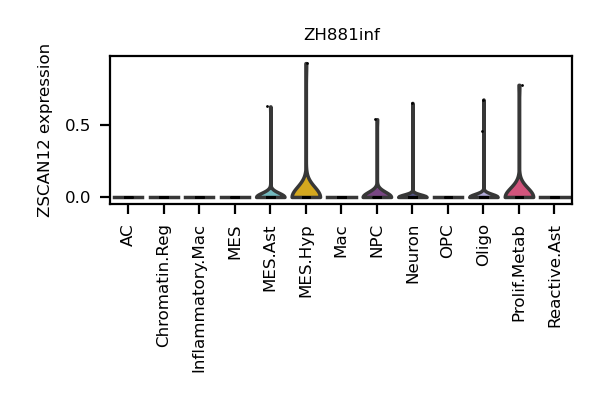 ZH881inf
ZSCAN12 expression
0.5
0.0
AC
Chromatin.Reg
Inflammatory.Mac
MES
MES.Ast
MES.Hyp
Mac
NPC
Neuron
OPC
Oligo
Prolif.Metab
Reactive.Ast